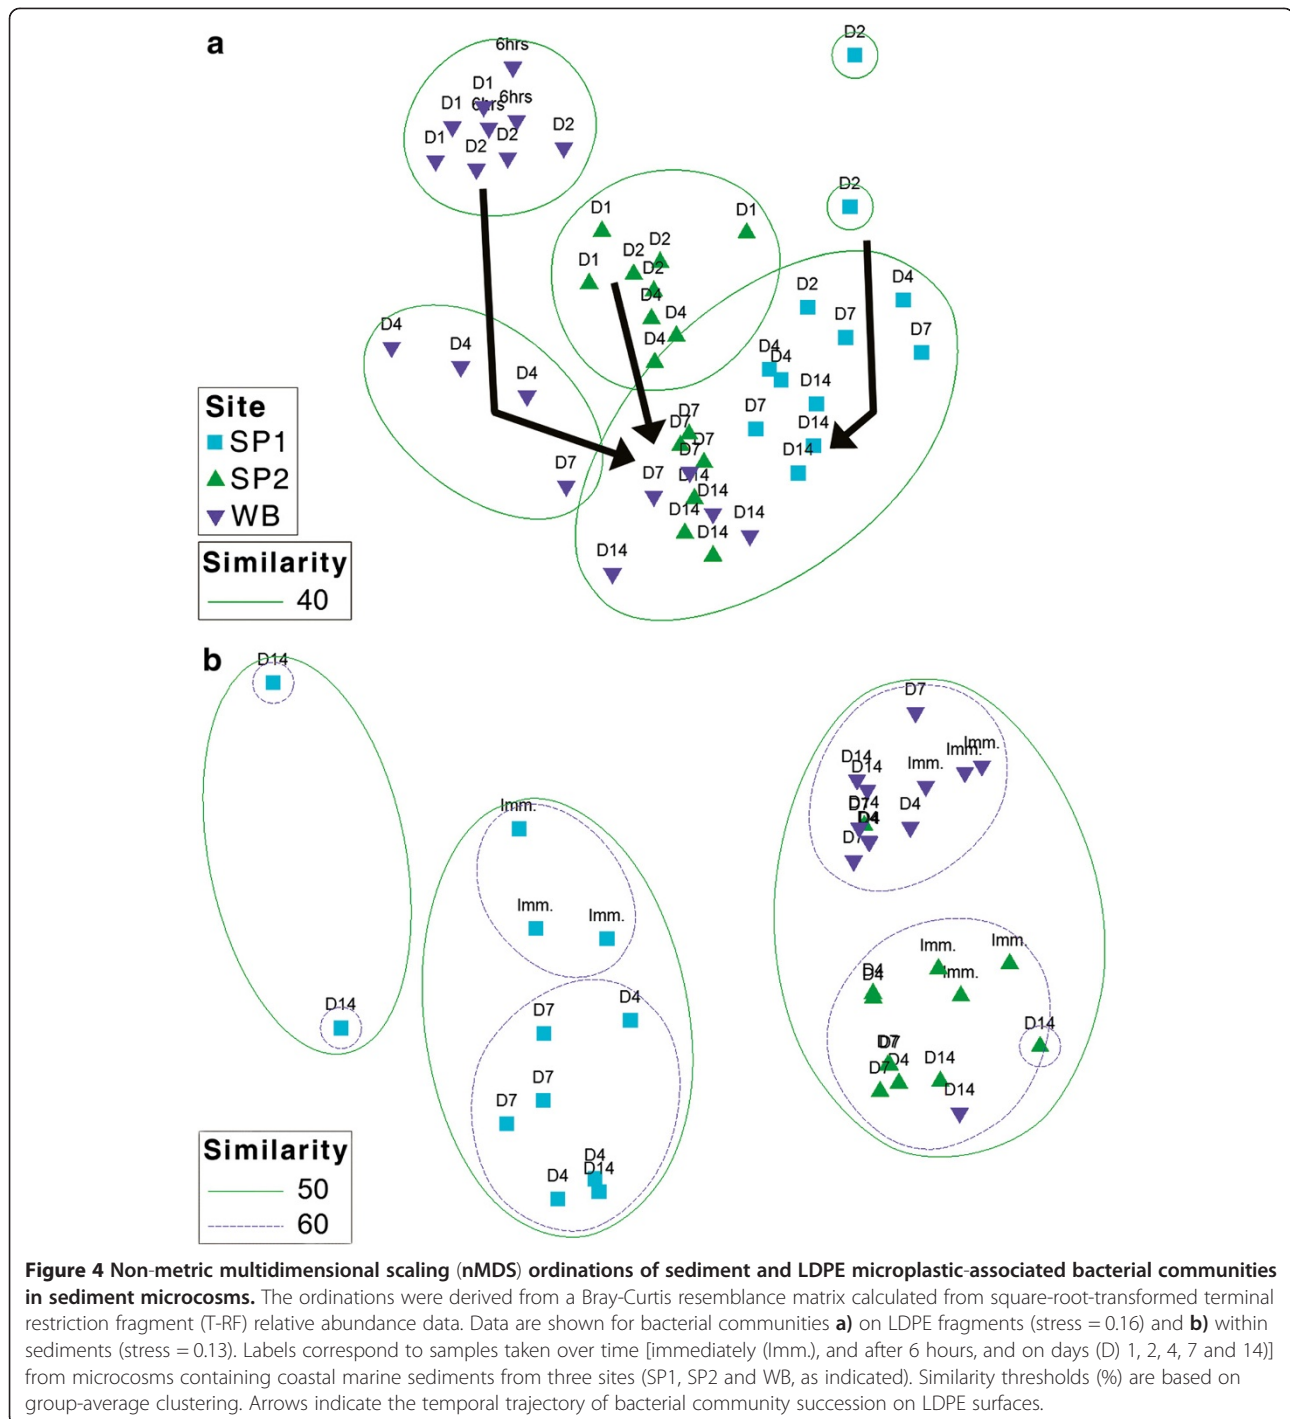 a
D2
6hrs
D1
D1
6hrs
6hrs
D1
D2
D2
D2
D2
D1
D1
D2
D2
D1
D2
D4
D4
D4
D2
D4
D7
D7
D4
D4
D4
D4
D4
D14
D7
D14
D14
D7
D7
D7
D7
D7
D7
D14
D14
D14
D14
D14
D14
Site
SP1
SP2
WB
Similarity
40
b
D14
D14
Imm.
Imm.
Imm.
D7
D4
D7
D7
D4
D4
D14
D7
Imm.
Imm.
Imm.
D14
D14
D14
D7
D4
D4
D7
Imm.
Imm.
Imm.
D4
D4
D14
D7
D7
D4
D14
D14
Similarity
50
60
Figure 4 Non-metric multidimensional scaling (nMDS) ordinations of sediment and LDPE microplastic-associated bacterial communities
in sediment microcosms. The ordinations were derived from a Bray-Curtis resemblance matrix calculated from square-root-transformed terminal
restriction fragment (T-RF) relative abundance data. Data are shown for bacterial communities a) on LDPE fragments (stress = 0.16) and b) within
sediments (stress = 0.13). Labels correspond to samples taken over time [immediately (Imm.), and after 6 hours, and on days (D) 1, 2, 4, 7 and 14)]
from microcosms containing coastal marine sediments from three sites (SP1, SP2 and WB, as indicated). Similarity thresholds (%) are based on
group-average clustering. Arrows indicate the temporal trajectory of bacterial community succession on LDPE surfaces.